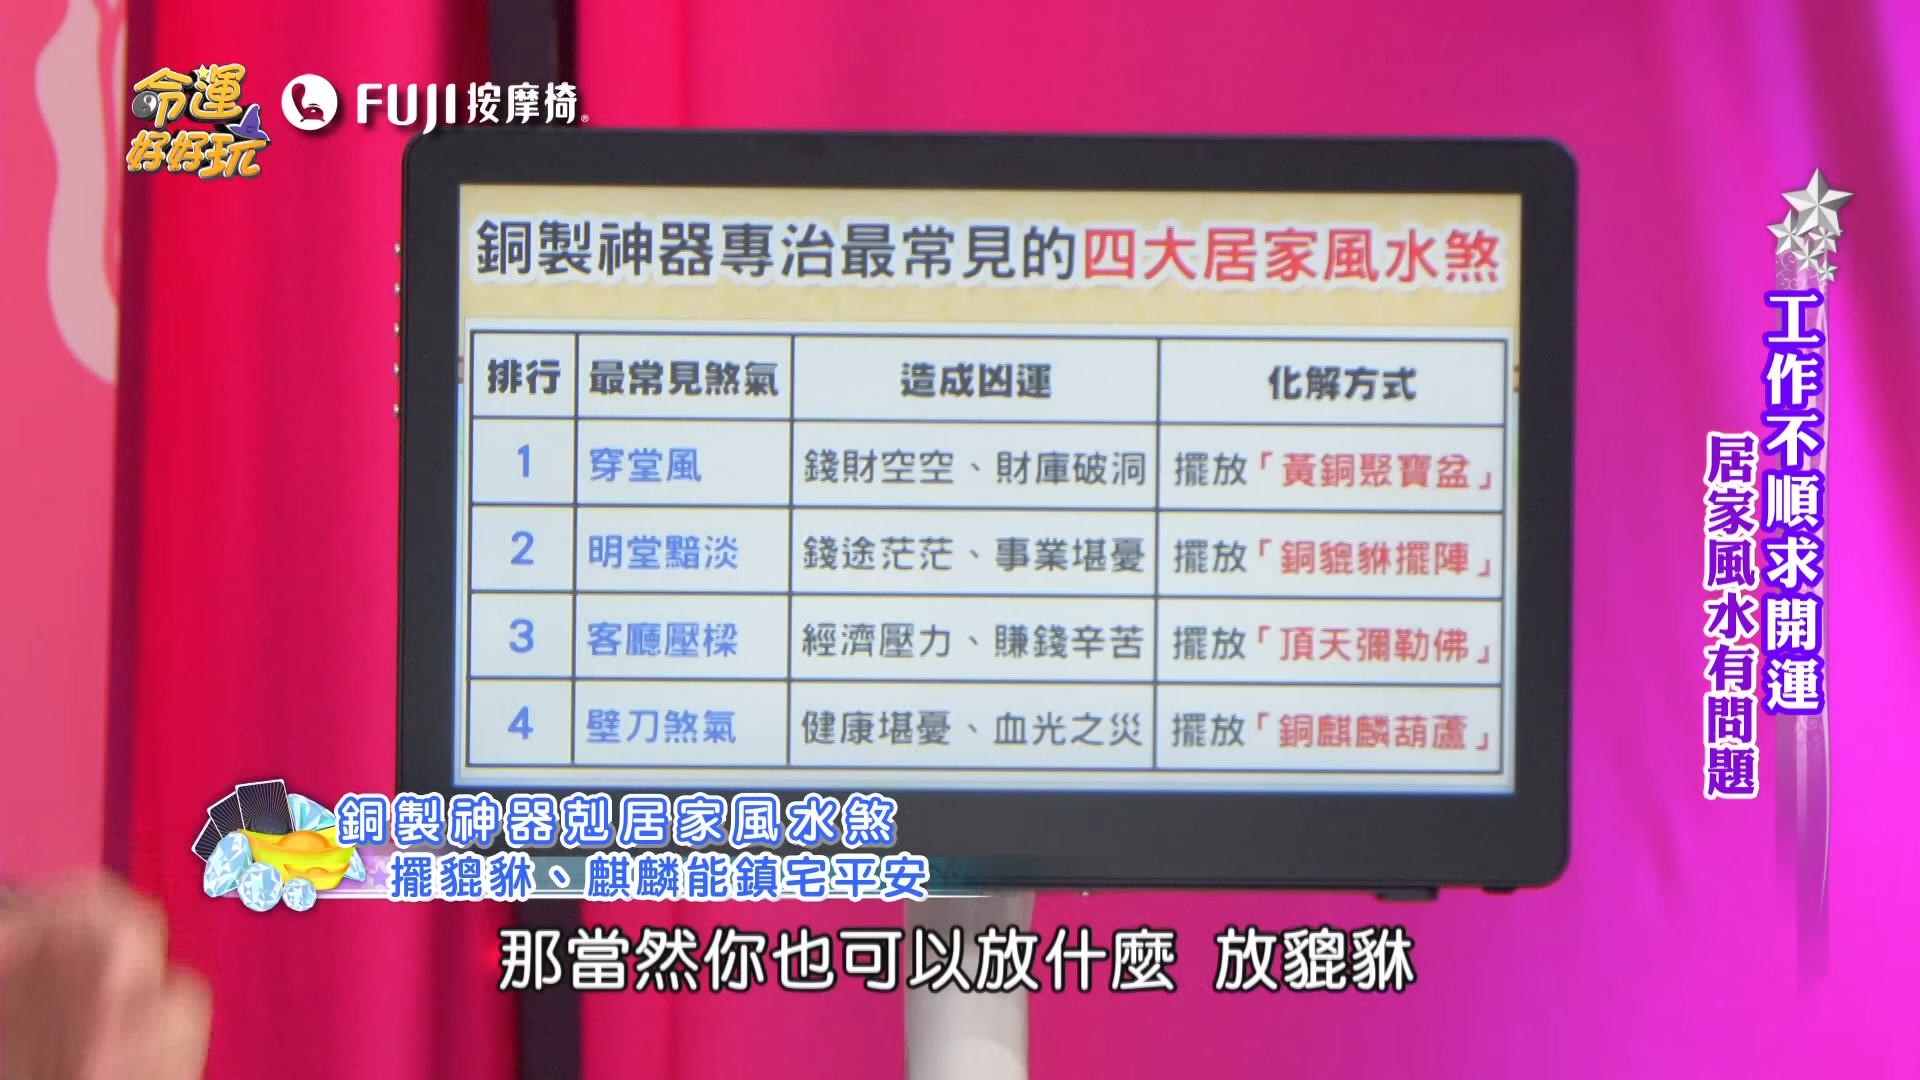 命運
好好玩
FUJI按摩椅®
銅製神器專治最常見的四大居家風水煞
排行 最常見煞氣 造成凶運 化解方式
1 穿堂風 錢財空空、財庫破洞 擺放「黃銅聚寶盆」
2 明堂黯淡 錢途茫茫、事業堪憂 擺放「銅貔貅擺陣」
3 客廳壓樑 經濟壓力、賺錢辛苦 擺放「頂天彌勒佛」
4 壁刀煞氣 健康堪憂、血光之災 擺放「銅麒麟葫蘆」
工作不順求開運
居家風水有問題
銅製神器剋居家風水煞
擺貔貅、麒麟能鎮宅平安
那當然你也可以放什麼 放貔貅